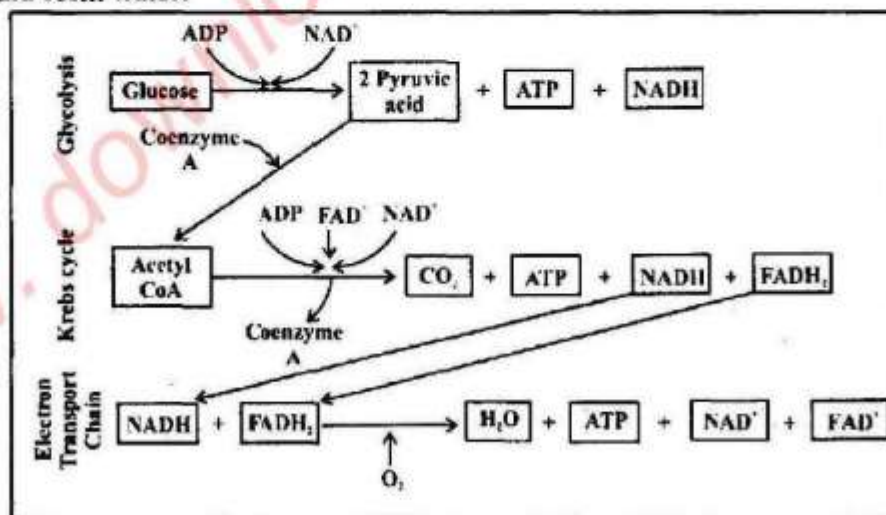 ADP NAD⁺
Glycolysis
Glucose 2 Pyruvic acid + ATP + NADH
Coenzyme A
ADP FAD⁺ NAD⁺
Krebs cycle
Acetyl CoA CO₂ + ATP + NADH + FADH₂
Coenzyme A
Electron Transport Chain
NADH + FADH₂ H₂O + ATP + NAD⁺ + FAD⁺
O₂